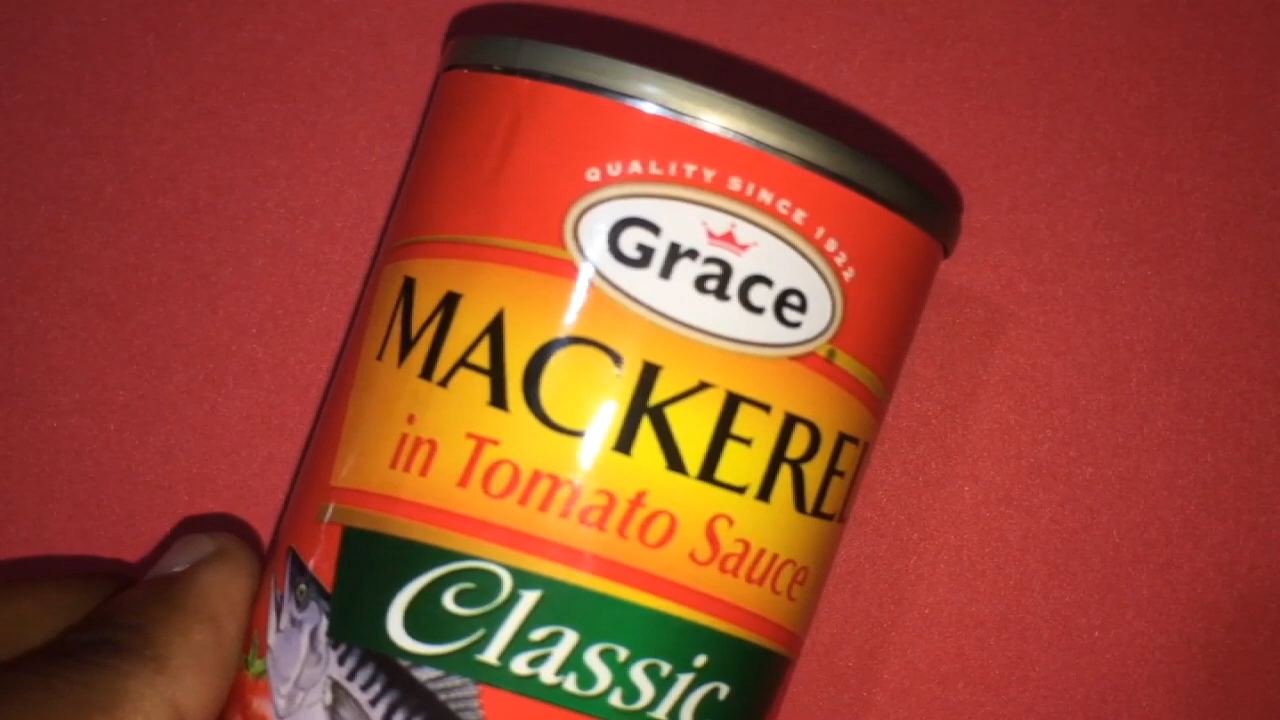 QUALITY SINCE 1922
Grace
MACKEREL
in Tomato Sauce
Classic